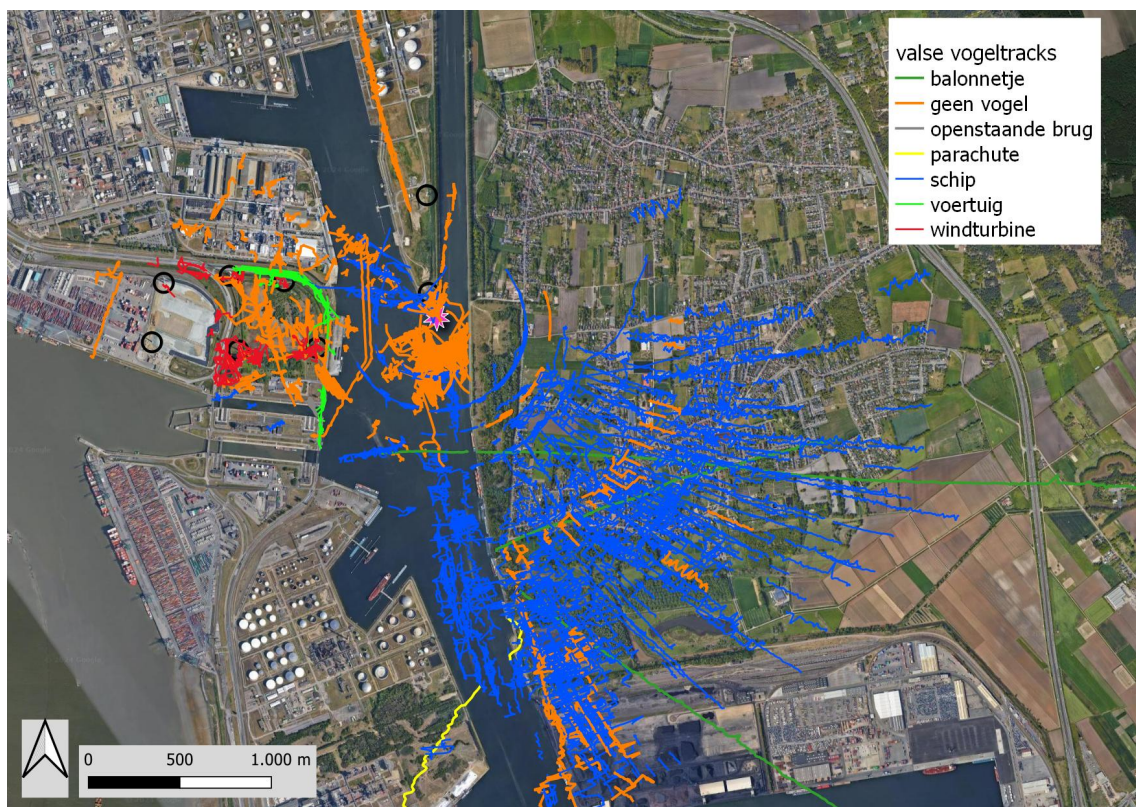 valse vogeltracks
balonnetje
geen vogel
openstaande brug
parachute
schip
voertuig
windturbine
0 500 1.000 m